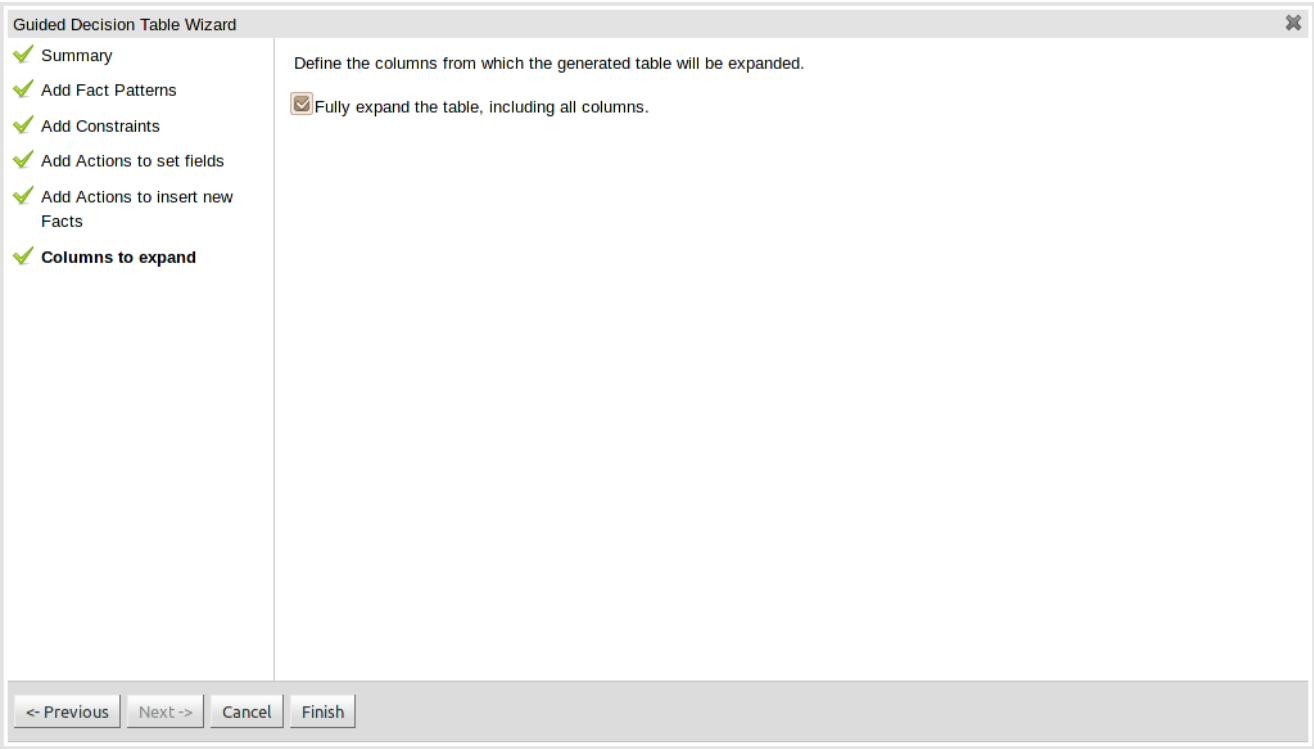 Guided Decision Table Wizard
Summary
Add Fact Patterns
Add Constraints
Add Actions to set fields
Add Actions to insert new
Facts
Columns to expand
Define the columns from which the generated table will be expanded.
Fully expand the table, including all columns.
<- Previous
Next ->
Cancel
Finish